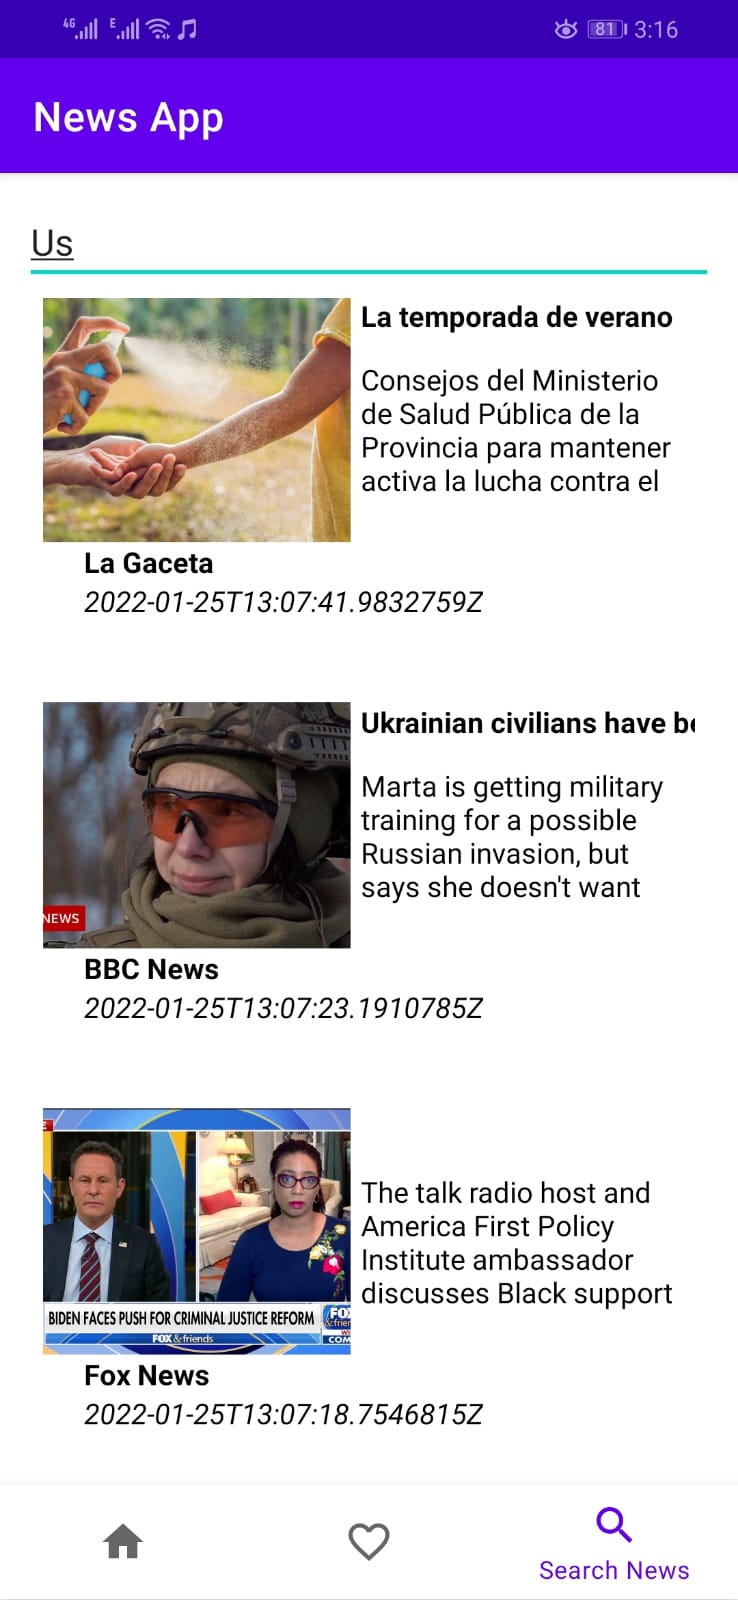 4G E 81 3:16
News App
Us
La temporada de verano
Consejos del Ministerio
de Salud Pública de la
Provincia para mantener
activa la lucha contra el
La Gaceta
2022-01-25T13:07:41.9832759Z
Ukrainian civilians have be
Marta is getting military
training for a possible
Russian invasion, but
says she doesn't want
NEWS
BBC News
2022-01-25T13:07:23.1910785Z
The talk radio host and
America First Policy
Institute ambassador
discusses Black support
BIDEN FACES PUSH FOR CRIMINAL JUSTICE REFORM
FOX & friends
Fox News
2022-01-25T13:07:18.7546815Z
Search News